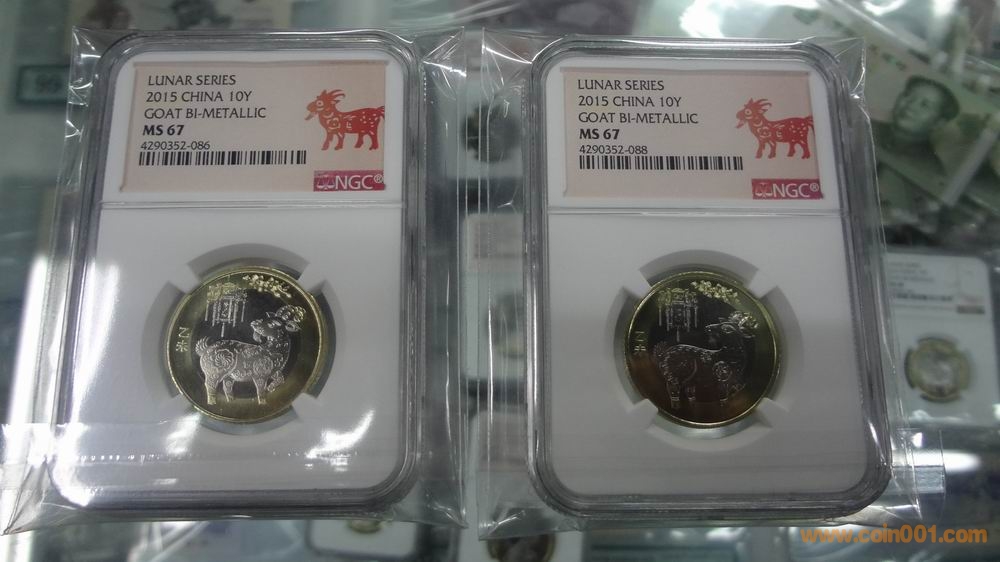 LUNAR SERIES
2015 CHINA 10Y
GOAT BI-METALLIC
MS 67
4290352-086
NGC®
LUNAR SERIES
2015 CHINA 10Y
GOAT BI-METALLIC
MS 67
4290352-088
NGC®
www.coin001.com